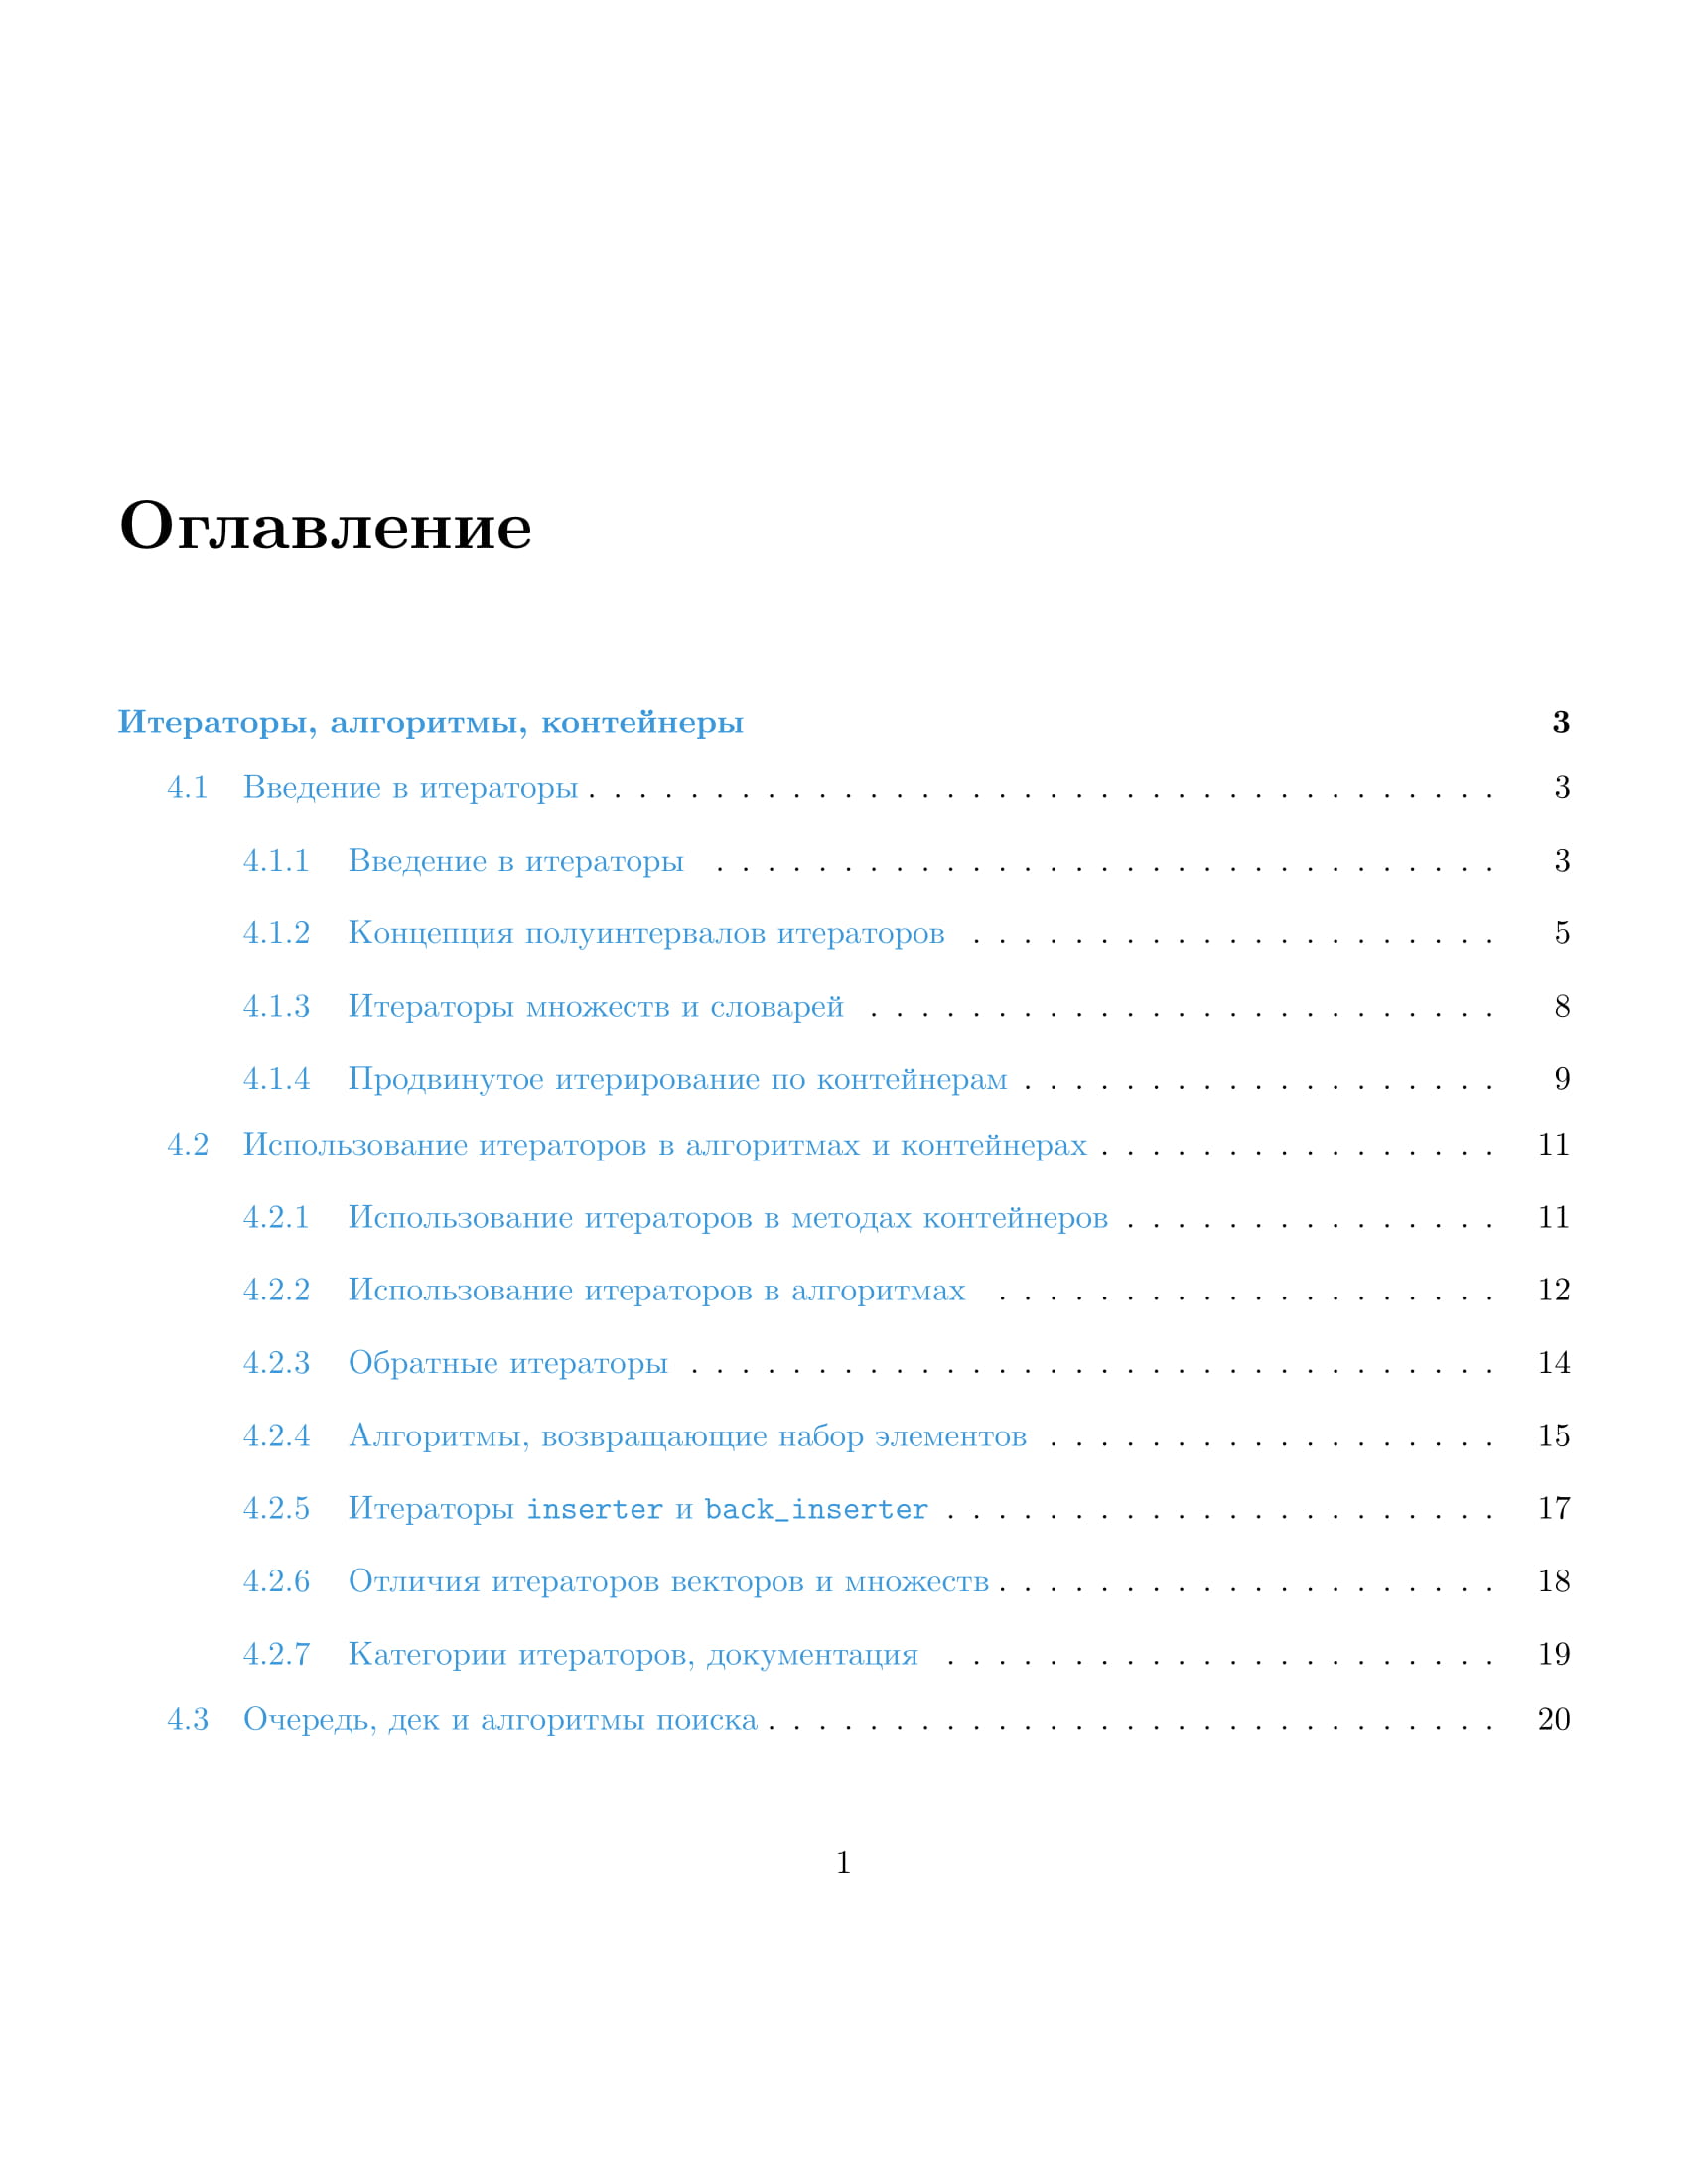 Оглавление
Итераторы, алгоритмы, контейнеры 3
4.1 Введение в итераторы . . . . . . . . . . . . . . . . . . . . . . . . . . . . . . . . . . . . 3
4.1.1 Введение в итераторы . . . . . . . . . . . . . . . . . . . . . . . . . . . . . . . 3
4.1.2 Концепция полуинтервалов итераторов . . . . . . . . . . . . . . . . . . . . . 5
4.1.3 Итераторы множеств и словарей . . . . . . . . . . . . . . . . . . . . . . . . . 8
4.1.4 Продвинутое итерирование по контейнерам . . . . . . . . . . . . . . . . . . . 9
4.2 Использование итераторов в алгоритмах и контейнерах . . . . . . . . . . . . . . . . 11
4.2.1 Использование итераторов в методах контейнеров . . . . . . . . . . . . . . . 11
4.2.2 Использование итераторов в алгоритмах . . . . . . . . . . . . . . . . . . . . 12
4.2.3 Обратные итераторы . . . . . . . . . . . . . . . . . . . . . . . . . . . . . . . . 14
4.2.4 Алгоритмы, возвращающие набор элементов . . . . . . . . . . . . . . . . . . 15
4.2.5 Итераторы inserter и back_inserter . . . . . . . . . . . . . . . . . . . . . . 17
4.2.6 Отличия итераторов векторов и множеств . . . . . . . . . . . . . . . . . . . . 18
4.2.7 Категории итераторов, документация . . . . . . . . . . . . . . . . . . . . . . 19
4.3 Очередь, дек и алгоритмы поиска . . . . . . . . . . . . . . . . . . . . . . . . . . . . . 20
1